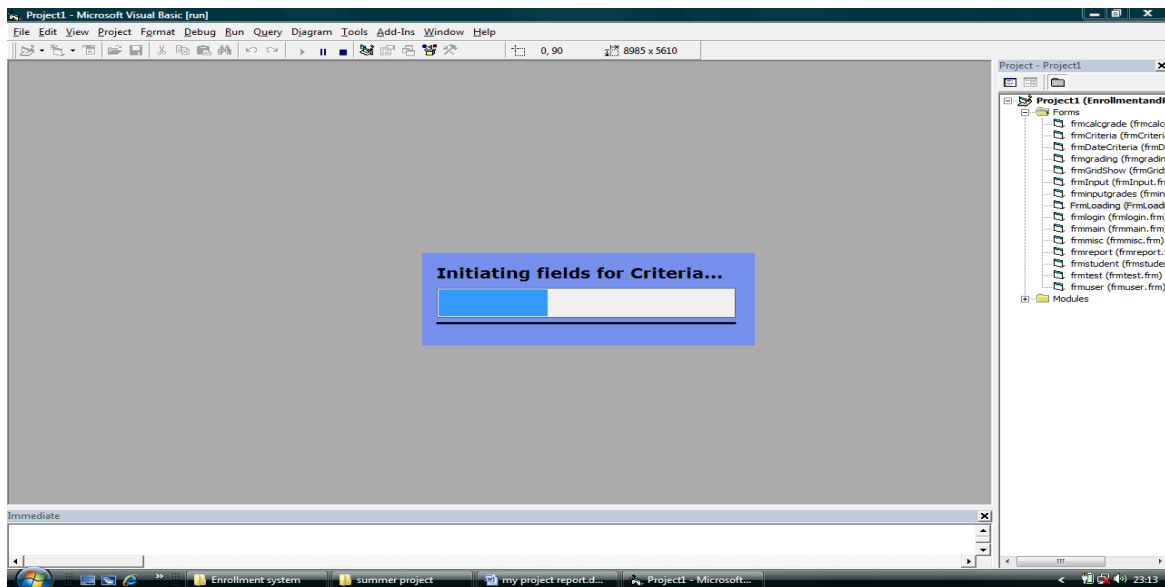 Project1 - Microsoft Visual Basic [run]
File Edit View Project Format Debug Run Query Diagram Tools Add-Ins Window Help
0, 90 8985 x 5610
Project - Project1
Project1 (Enrollmentand
Forms
frmcalcgrade (frmcalc
frmCriteria (frmCriteri
frmDateCriteria (frmD
frmgrading (frmgradin
frmGridShow (frmGrid
frmInput (frmInput.fr
frminputgrades (frmin
FrmLoading (FrmLoadi
frmlogin (frmlogin.frm
frmmain (frmmain.frm
frmmisc (frmmisc.frm)
frmreport (frmreport.
frmstudent (frmstude
frmtest (frmtest.frm)
frmuser (frmuser.frm)
Modules
Initiating fields for Criteria...
Immediate
Enrollment system summer project my project report.d... Project1 - Microsoft... 23:13